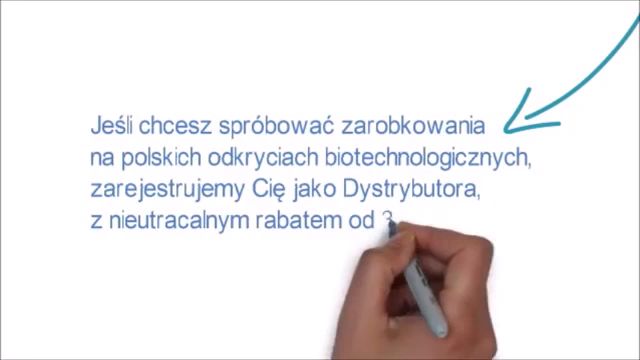 Jeśli chcesz spróbować zarobkowania
na polskich odkryciach biotechnologicznych,
zarejestrujemy Cię jako Dystrybutora,
z nieutracalnym rabatem od